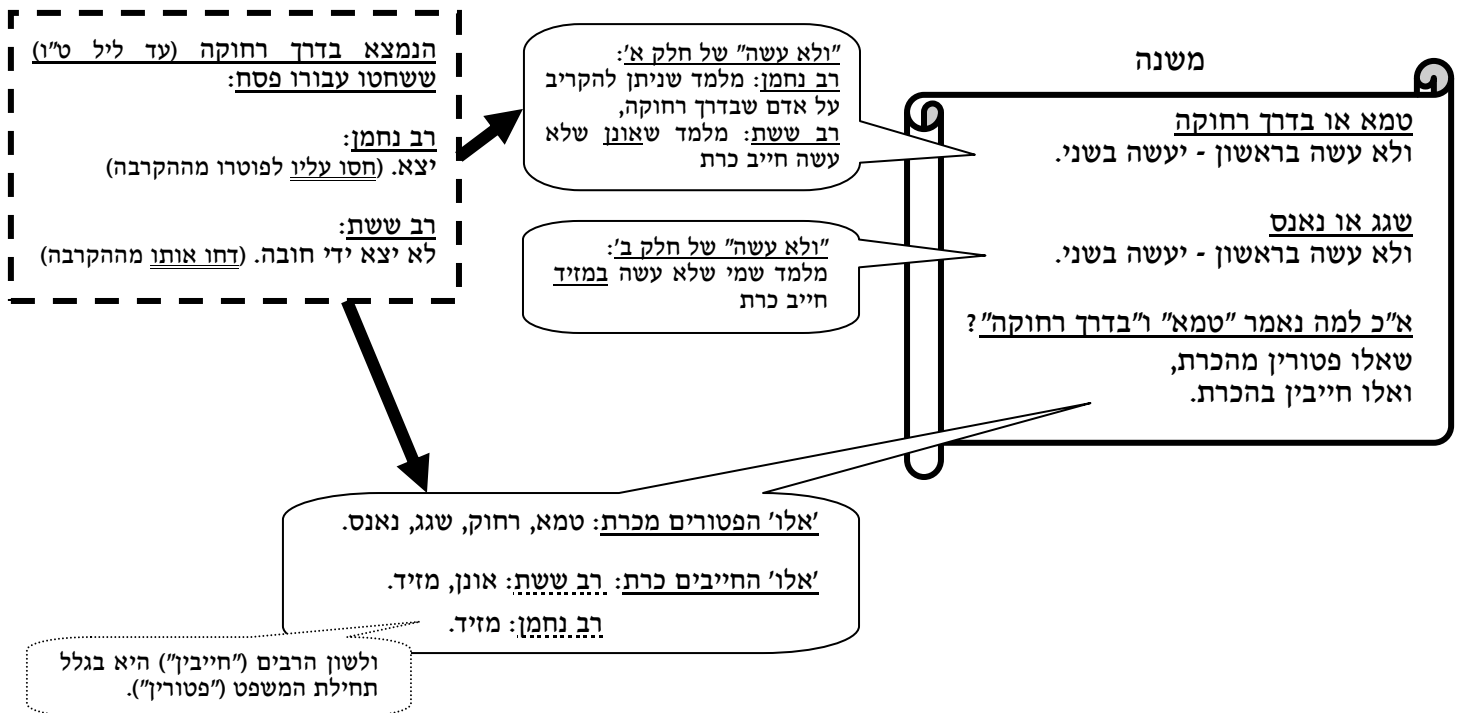 משנה
טמא או בדרך רחוקה
ולא עשה בראשון - יעשה בשני.
שגג או נאנס
ולא עשה בראשון - יעשה בשני.
א"כ למה נאמר "טמא" ו"בדרך רחוקה"?
שאלו פטורין מהכרת,
ואלו חייבין בהכרת.
"ולא עשה" של חלק א':
רב נחמן: מלמד שניתן להקריב
על אדם שבדרך רחוקה,
רב ששת: מלמד שאונן שלא
עשה חייב כרת
"ולא עשה" של חלק ב':
מלמד שמי שלא עשה במזיד
חייב כרת
הנמצא בדרך רחוקה (עד ליל ט"ו)
ששחטו עבורו פסח:
רב נחמן:
יצא. (חסו עליו לפוטרו מההקרבה)
רב ששת:
לא יצא ידי חובה. (דחו אותו מההקרבה)
'אלו' הפטורים מכרת: טמא, רחוק, שגג, נאנס.
'אלו' החייבים כרת: רב ששת: אונן, מזיד.
רב נחמן: מזיד.
ולשון הרבים ("חייבין") היא בגלל
תחילת המשפט ("פטורין").